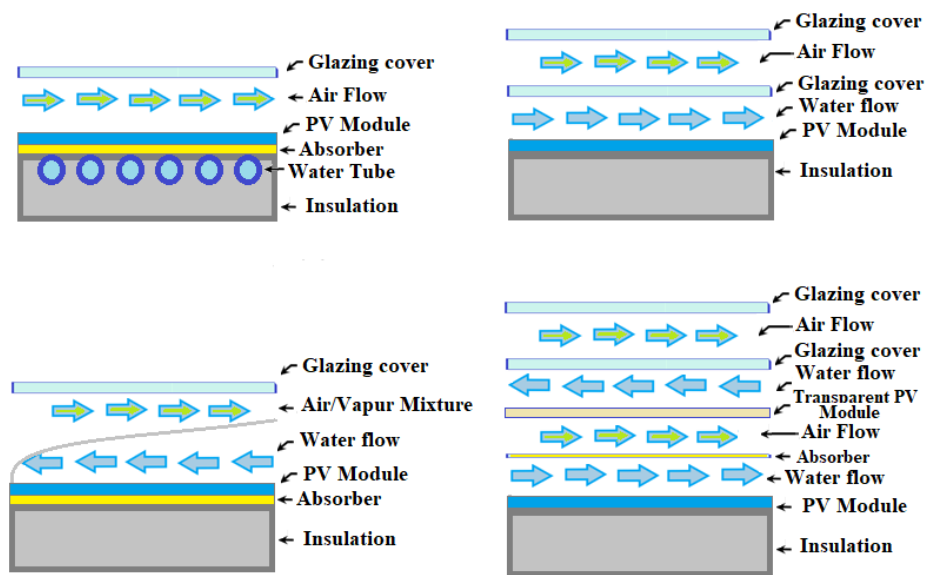 Glazing cover
Air Flow
PV Module
Absorber
Water Tube
Insulation
Glazing cover
Air Flow
Glazing cover
Water flow
PV Module
Insulation
Glazing cover
Air/Vapur Mixture
Water flow
PV Module
Absorber
Insulation
Glazing cover
Air Flow
Glazing cover
Water flow
Transparent PV
Module
Air Flow
Absorber
Water flow
PV Module
Insulation